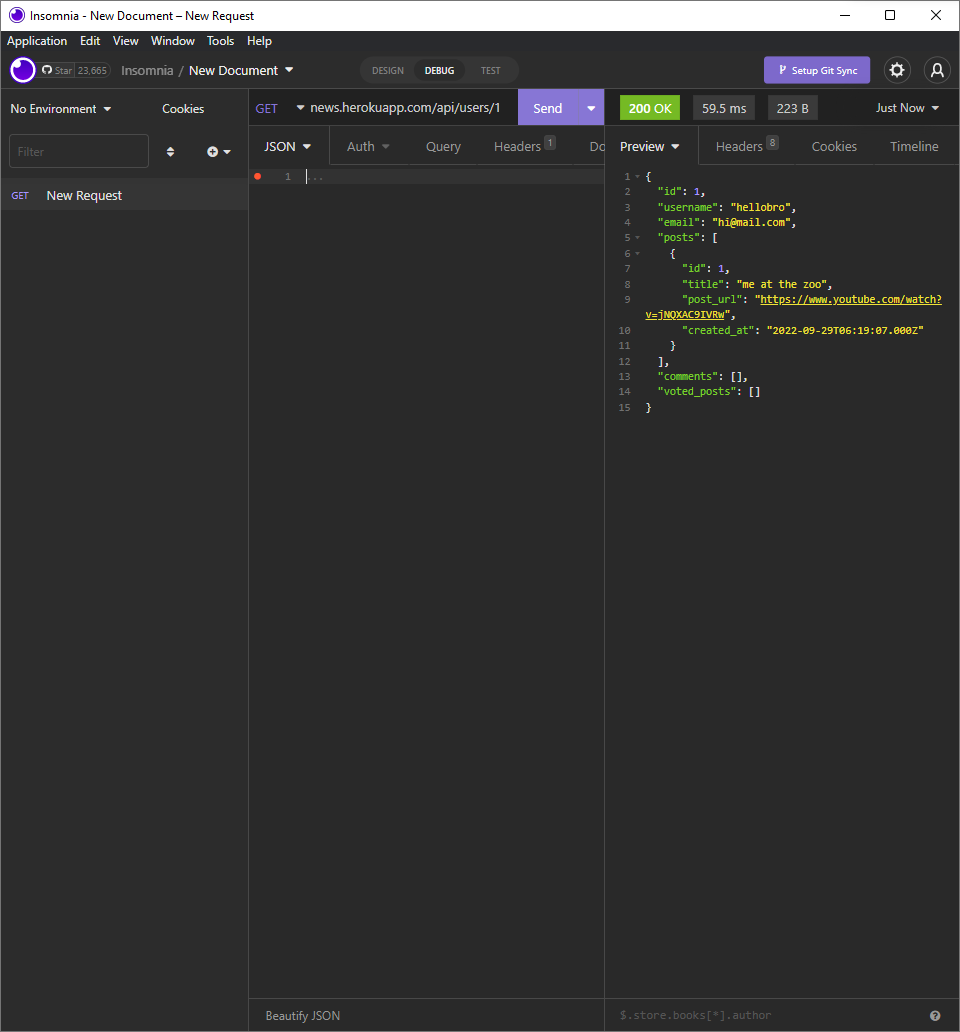 Insomnia - New Document – New Request
Application Edit View Window Tools Help
Star 23,665 Insomnia / New Document DESIGN DEBUG TEST Setup Git Sync
No Environment Cookies GET news.herokuapp.com/api/users/1 Send 200 OK 59.5 ms 223 B Just Now
Filter JSON Auth Query Headers 1 Do Preview Headers 8 Cookies Timeline
GET New Request
1 ...
1 {
2 "id": 1,
3 "username": "hellobro",
4 "email": "hi@mail.com",
5 "posts": [
6 {
7 "id": 1,
8 "title": "me at the zoo",
9 "post_url": "https://www.youtube.com/watch?
v=jNQXAC9IVRw",
10 "created_at": "2022-09-29T06:19:07.000Z"
11 }
12 ],
13 "comments": [],
14 "voted_posts": []
15 }
Beautify JSON $.store.books[*].author